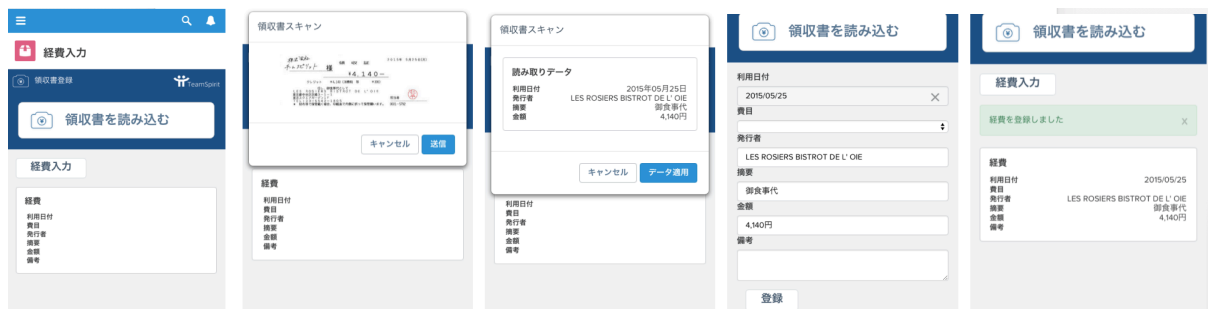 経費入力
領収書登録
TeamSpirit
領収書を読み込む
経費入力
経費
利用日付
費目
発行者
摘要
金額
備考
領収書スキャン
¥4,140-
キャンセル
送信
経費
利用日付
費目
発行者
摘要
金額
備考
領収書スキャン
読み取りデータ
利用日付 2015年05月25日
発行者 LES ROSIERS BISTROT DE L' OIE
摘要 御食事代
金額 4,140円
キャンセル
データ適用
利用日付
費目
発行者
摘要
金額
備考
領収書を読み込む
利用日付
2015/05/25
費目
発行者
LES ROSIERS BISTROT DE L' OIE
摘要
御食事代
金額
4,140円
備考
登録
領収書を読み込む
経費入力
経費を登録しました x
経費
利用日付 2015/05/25
費目
発行者 LES ROSIERS BISTROT DE L' OIE
摘要 御食事代
金額 4,140円
備考